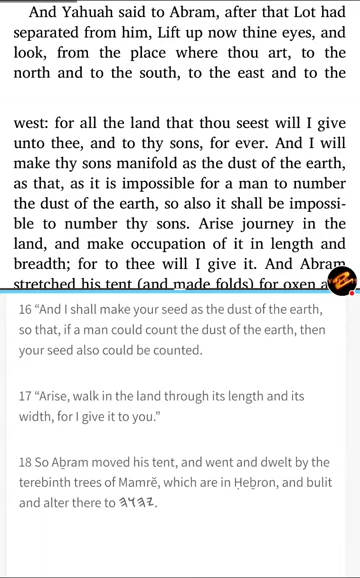 And Yahuah said to Abram, after that Lot had
separated from him, Lift up now thine eyes, and
look, from the place where thou art, to the
north and to the south, to the east and to the
west: for all the land that thou seest will I give
unto thee, and to thy sons, for ever. And I will
make thy sons manifold as the dust of the earth,
as that, as it is impossible for a man to number
the dust of the earth, so also it shall be impossi-
ble to number thy sons. Arise journey in the
land, and make occupation of it in length and
breadth; for to thee will I give it. And Abram
stretched his tent (and made folds) for oxen a
16 “And I shall make your seed as the dust of the earth,
so that, if a man could count the dust of the earth, then
your seed also could be counted.
17 “Arise, walk in the land through its length and its
width, for I give it to you.”
18 So Aḇram moved his tent, and went and dwelt by the
terebinth trees of Mamrĕ, which are in Ḥeḇron, and bulit
and alter there to 𐤉𐤄𐤅𐤄.